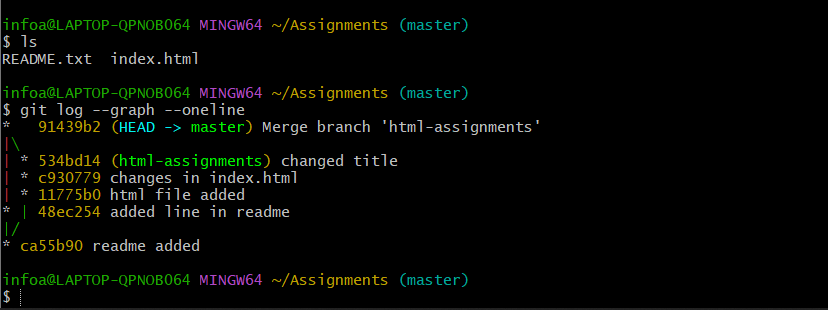 infoa@LAPTOP-QPNOB064 MINGW64 ~/Assignments (master)
$ ls
README.txt  index.html

infoa@LAPTOP-QPNOB064 MINGW64 ~/Assignments (master)
$ git log --graph --oneline
*   91439b2 (HEAD -> master) Merge branch 'html-assignments'
|\
| * 534bd14 (html-assignments) changed title
| * c930779 changes in index.html
| * 11775b0 html file added
* | 48ec254 added line in readme
|/
* ca55b90 readme added

infoa@LAPTOP-QPNOB064 MINGW64 ~/Assignments (master)
$